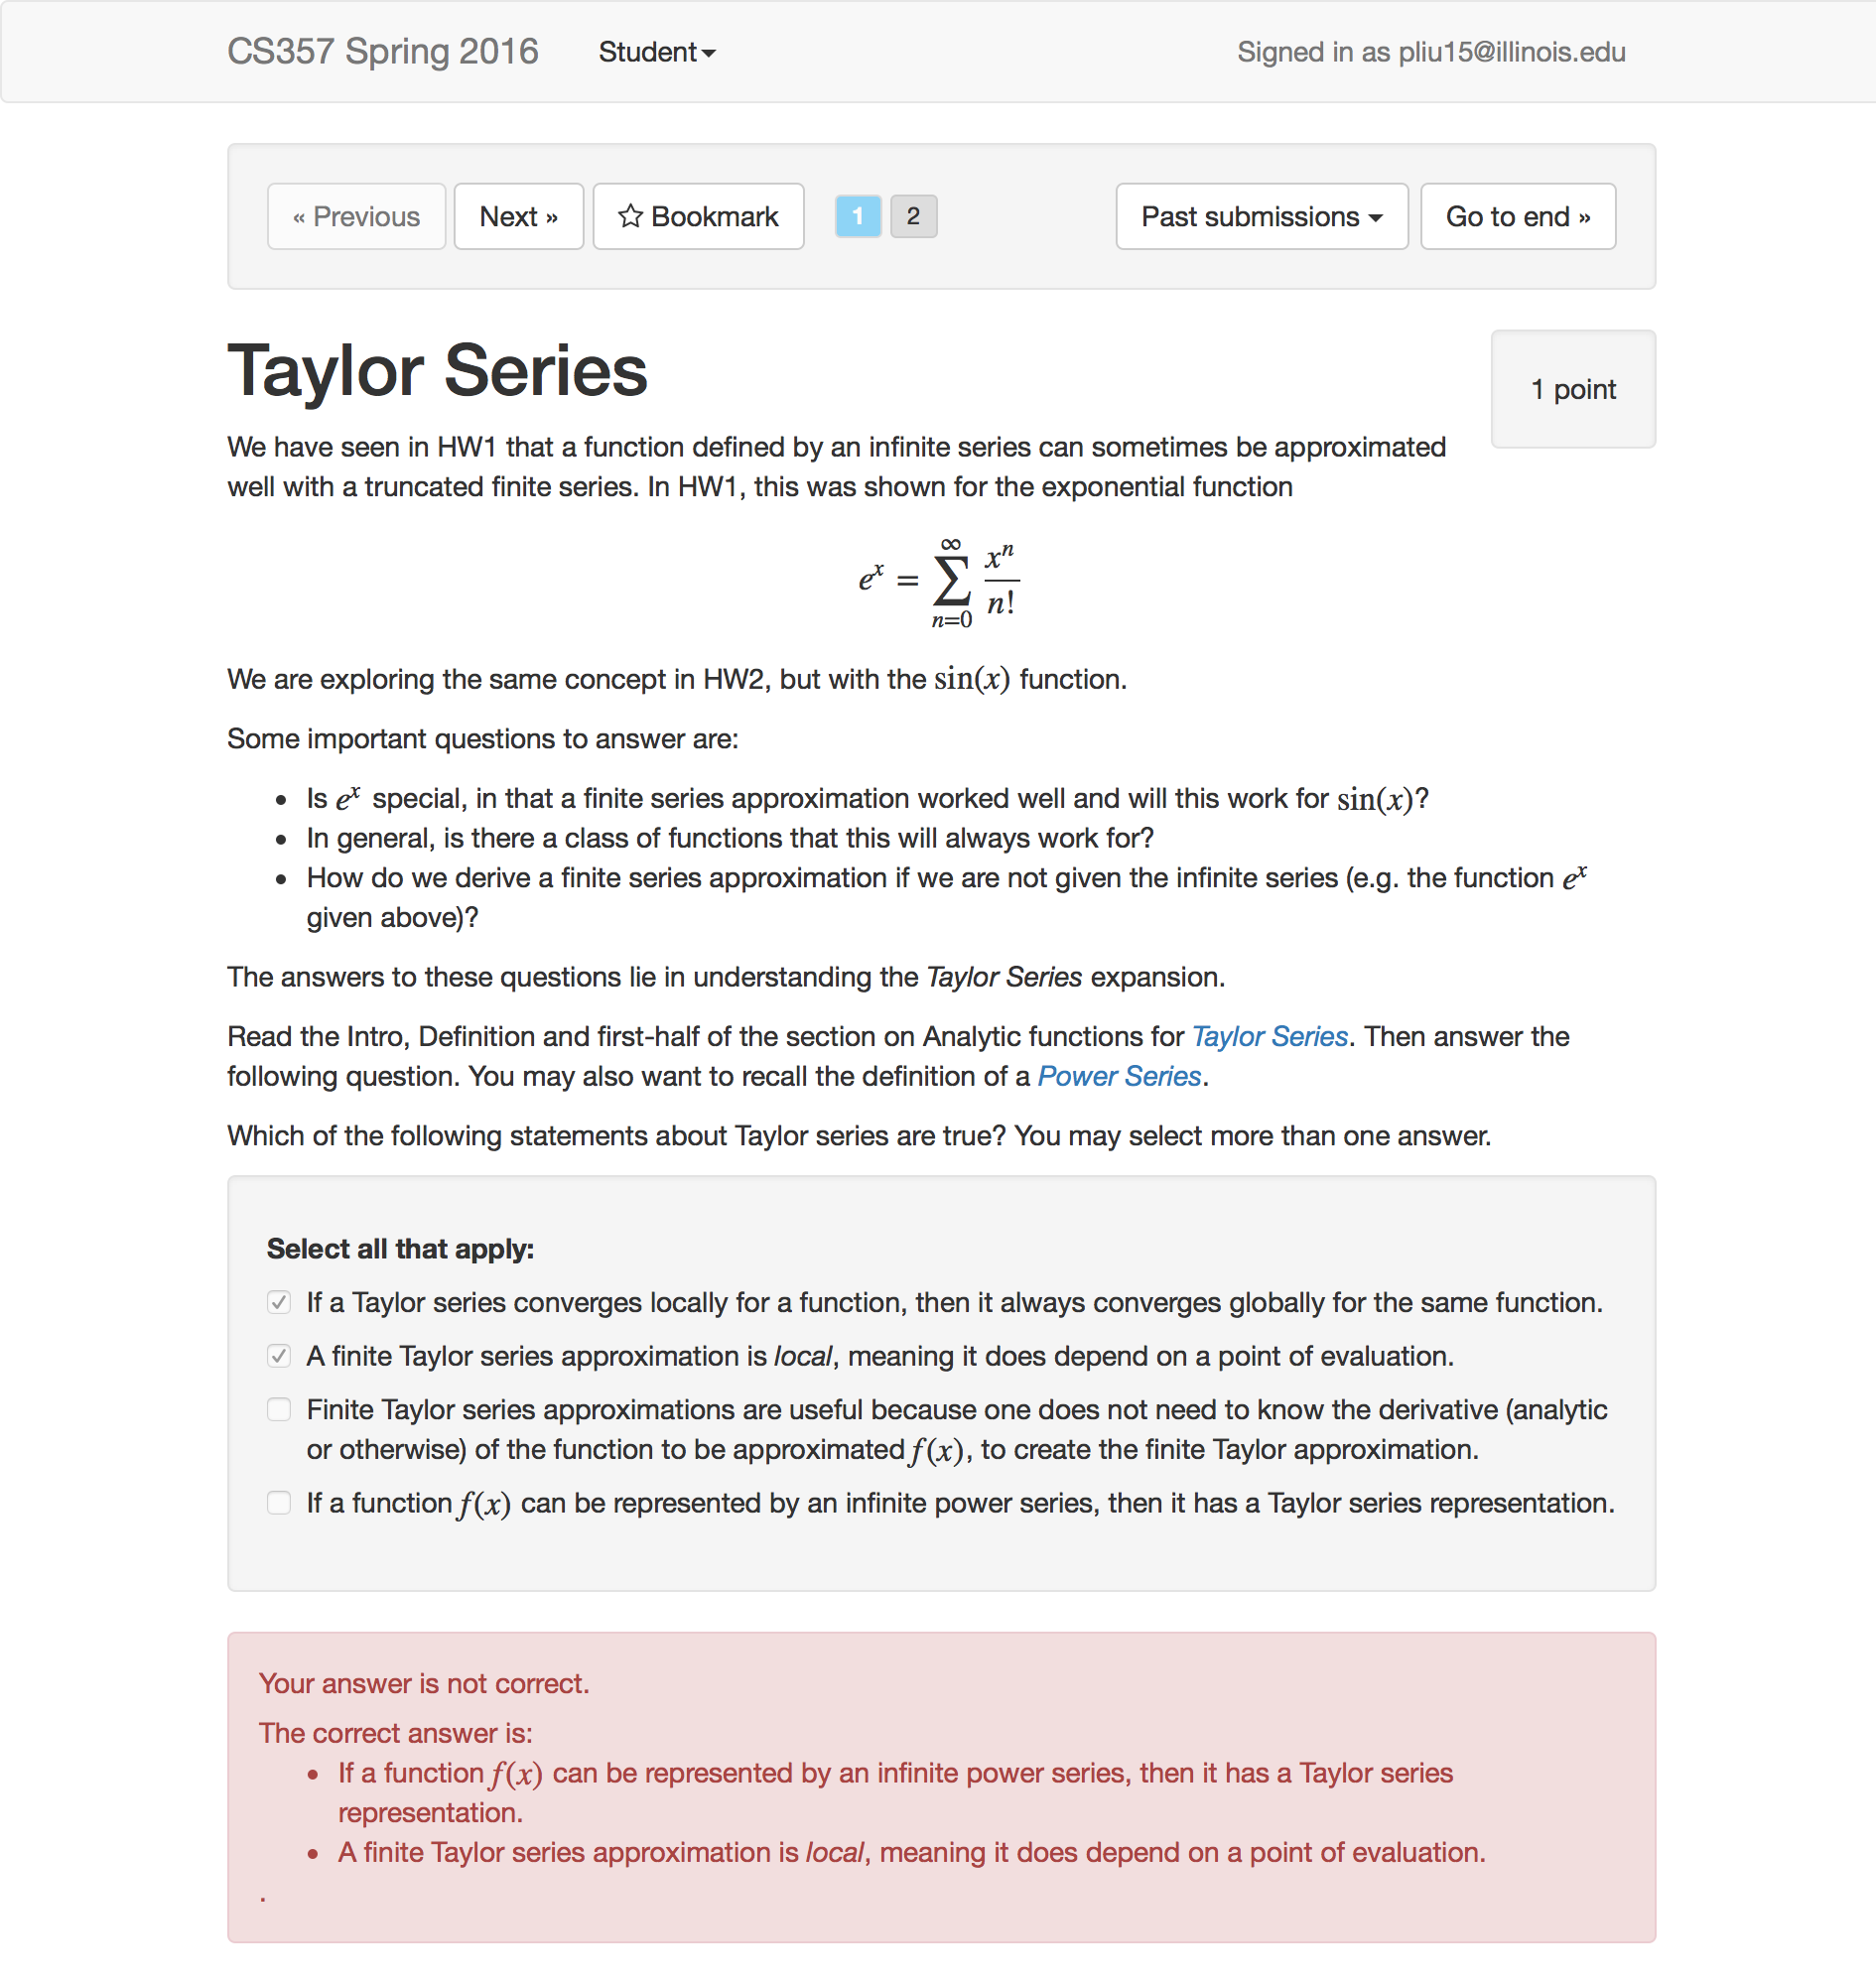 CS357 Spring 2016 Student Signed in as pliu15@illinois.edu
« Previous Next » Bookmark 1 2 Past submissions Go to end »
Taylor Series
1 point
We have seen in HW1 that a function defined by an infinite series can sometimes be approximated
well with a truncated finite series. In HW1, this was shown for the exponential function
e^x = ∑_{n=0}^{∞} x^n / n!
We are exploring the same concept in HW2, but with the sin(x) function.
Some important questions to answer are:
• Is e^x special, in that a finite series approximation worked well and will this work for sin(x)?
• In general, is there a class of functions that this will always work for?
• How do we derive a finite series approximation if we are not given the infinite series (e.g. the function e^x
given above)?
The answers to these questions lie in understanding the Taylor Series expansion.
Read the Intro, Definition and first-half of the section on Analytic functions for Taylor Series. Then answer the
following question. You may also want to recall the definition of a Power Series.
Which of the following statements about Taylor series are true? You may select more than one answer.
Select all that apply:
If a Taylor series converges locally for a function, then it always converges globally for the same function.
A finite Taylor series approximation is local, meaning it does depend on a point of evaluation.
Finite Taylor series approximations are useful because one does not need to know the derivative (analytic
or otherwise) of the function to be approximated f(x), to create the finite Taylor approximation.
If a function f(x) can be represented by an infinite power series, then it has a Taylor series representation.
Your answer is not correct.
The correct answer is:
• If a function f(x) can be represented by an infinite power series, then it has a Taylor series
representation.
• A finite Taylor series approximation is local, meaning it does depend on a point of evaluation.
.